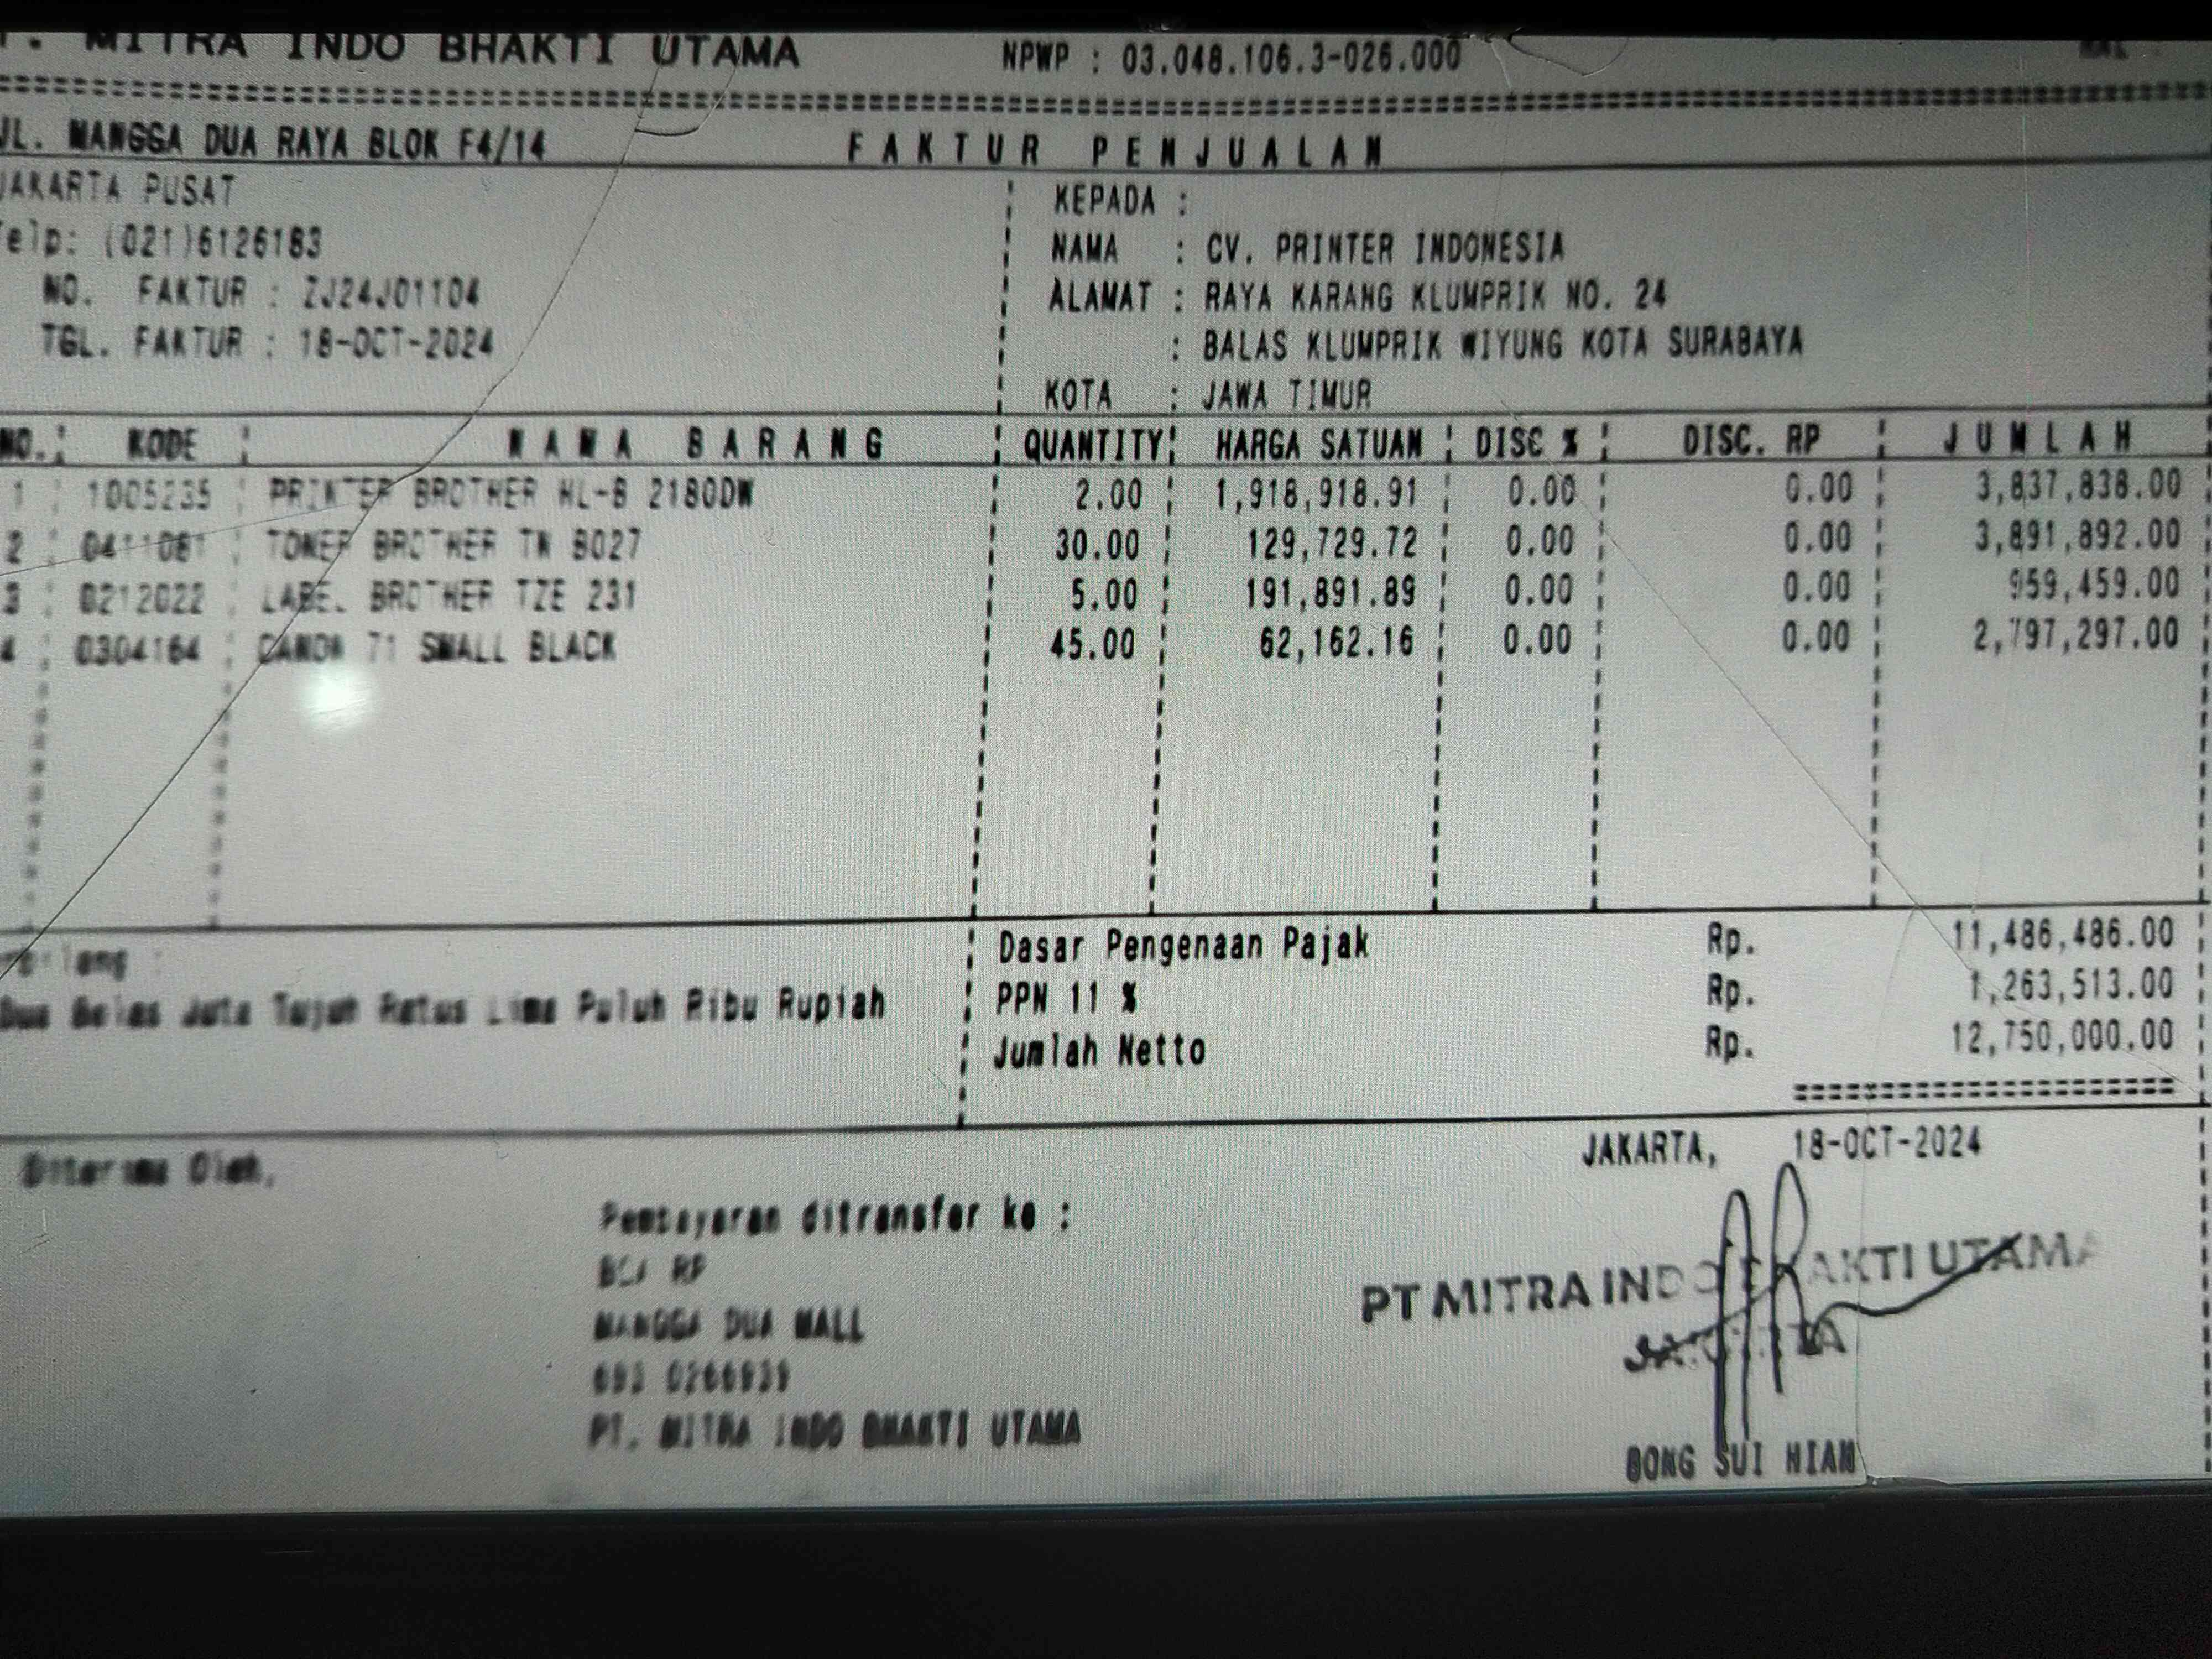 . MITRA INDO BHAKTI UTAMA NPWP : 03.048.106.3-026.000
JL. MANGGA DUA RAYA BLOK F4/14 FAKTUR PENJUALAN
JAKARTA PUSAT KEPADA :
Telp: (021)6126183 NAMA : CV. PRINTER INDONESIA
NO. FAKTUR : ZJ24J01104 ALAMAT : RAYA KARANG KLUMPRIK NO. 24
TGL. FAKTUR : 18-OCT-2024 : BALAS KLUMPRIK WIYUNG KOTA SURABAYA
KOTA : JAWA TIMUR
NO. KODE NAMA BARANG QUANTITY HARGA SATUAN DISC % DISC. RP JUMLAH
1 1005235 PRINTER BROTHER HL-B 2180DW 2.00 1,918,918.91 0.00 0.00 3,837,838.00
2 0411081 TONER BROTHER TN B027 30.00 129,729.72 0.00 0.00 3,891,892.00
3 0212022 LABEL BROTHER TZE 231 5.00 191,891.89 0.00 0.00 959,459.00
4 0304164 CANON 71 SMALL BLACK 45.00 62,162.16 0.00 0.00 2,797,297.00
Dasar Pengenaan Pajak Rp. 11,486,486.00
Dua Belas Juta Tujuh Ratus Lima Puluh Ribu Rupiah PPN 11 % Rp. 1,263,513.00
Jumlah Netto Rp. 12,750,000.00
JAKARTA, 18-OCT-2024
Diterima Oleh,
Pembayaran ditransfer ke :
BCA RP
MANGGA DUA MALL
PT MITRA INDO BHAKTI UTAMA
JAKARTA
PT. MITRA INDO BHAKTI UTAMA
BONG SUI HIAN